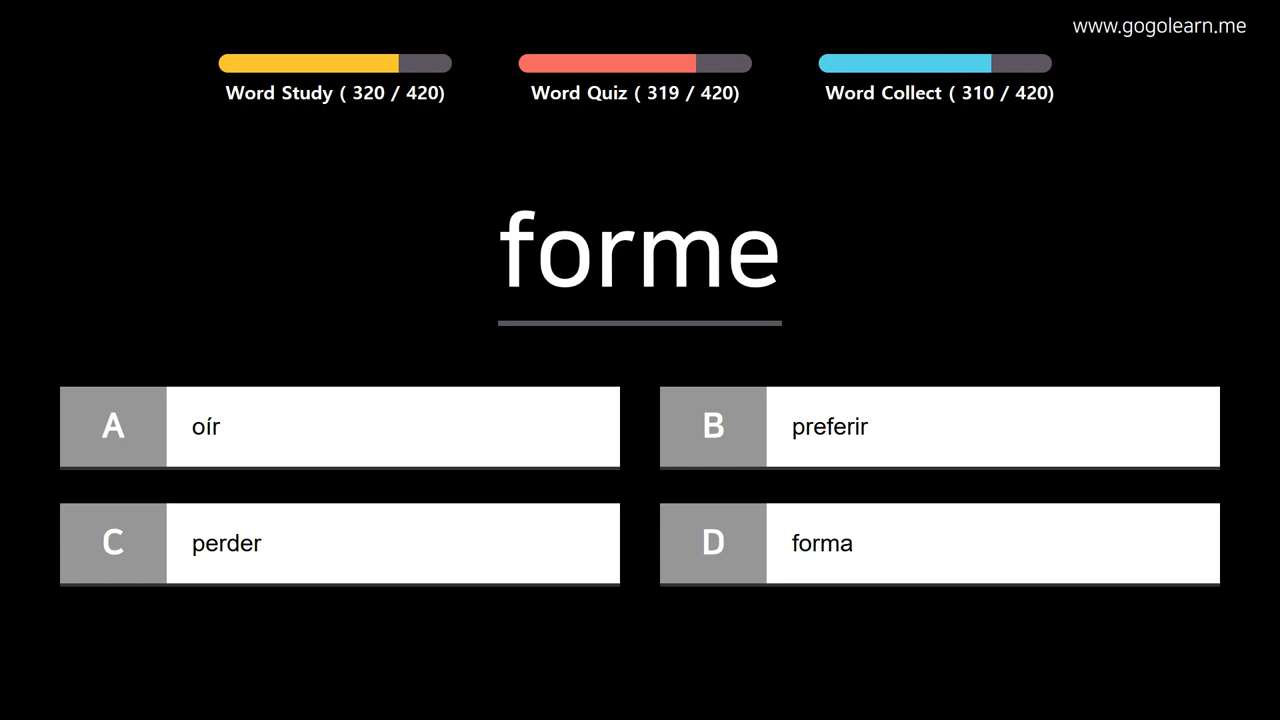 www.gogolearn.me
Word Study ( 320 / 420)
Word Quiz ( 319 / 420)
Word Collect ( 310 / 420)
forme
A oír
B preferir
C perder
D forma